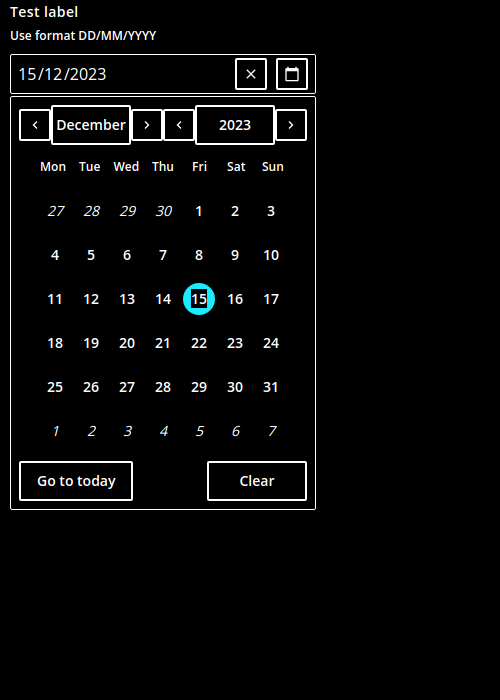 Test label
Use format DD/MM/YYYY
15/12/2023
December 2023
Mon Tue Wed Thu Fri Sat Sun
27 28 29 30 1 2 3
4 5 6 7 8 9 10
11 12 13 14 15 16 17
18 19 20 21 22 23 24
25 26 27 28 29 30 31
1 2 3 4 5 6 7
Go to today Clear